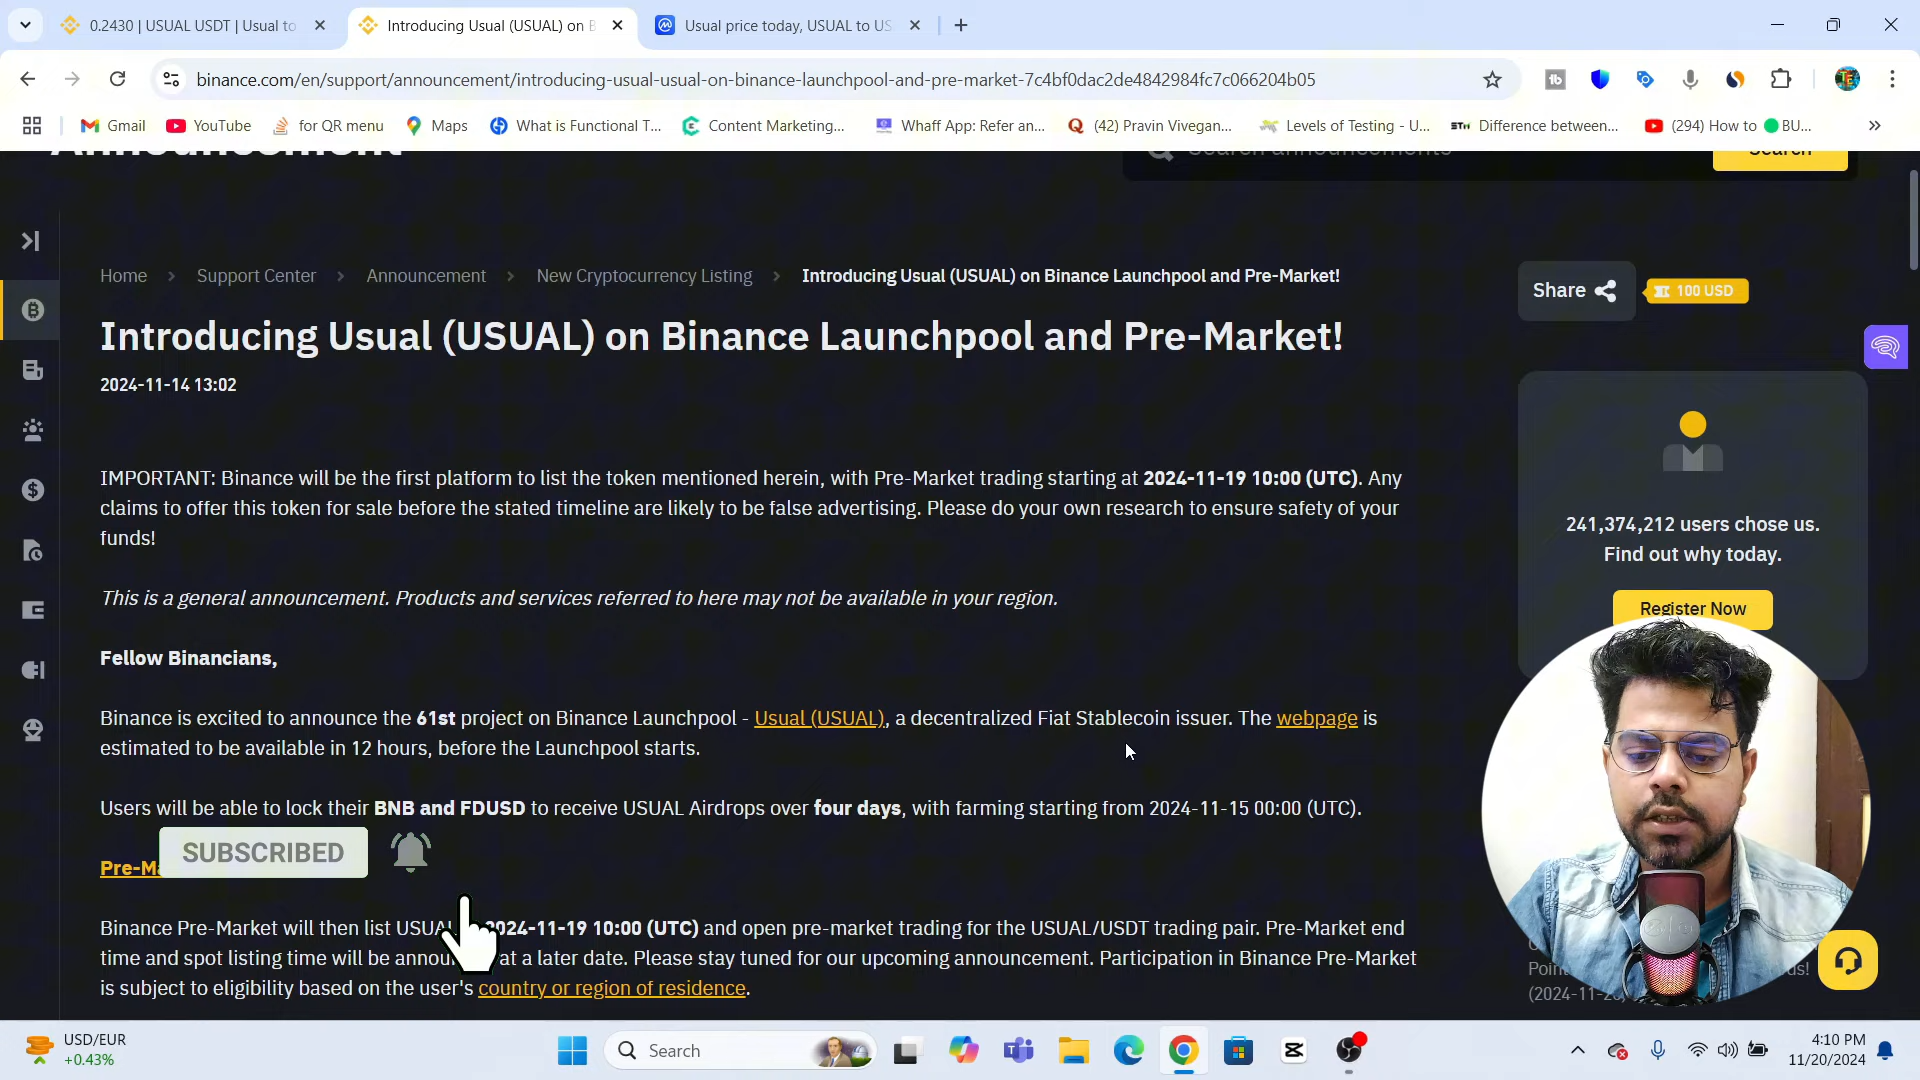 0.2430 | USUAL USDT | Usual to
Introducing Usual (USUAL) on B
Usual price today, USUAL to US
binance.com/en/support/announcement/introducing-usual-usual-on-binance-launchpool-and-pre-market-7c4bf0dac2de4842984fc7c066204b05
Gmail
YouTube
for QR menu
Maps
What is Functional T...
Content Marketing...
Whaff App: Refer an...
(42) Pravin Vivegan...
Levels of Testing - U...
Difference between...
(294) How to 🟢 BU...
Announcement
Search announcements
Search
Home > Support Center > Announcement > New Cryptocurrency Listing > Introducing Usual (USUAL) on Binance Launchpool and Pre-Market!
Share
100 USD
Introducing Usual (USUAL) on Binance Launchpool and Pre-Market!
2024-11-14 13:02
IMPORTANT: Binance will be the first platform to list the token mentioned herein, with Pre-Market trading starting at 2024-11-19 10:00 (UTC). Any
claims to offer this token for sale before the stated timeline are likely to be false advertising. Please do your own research to ensure safety of your
funds!
This is a general announcement. Products and services referred to here may not be available in your region.
Fellow Binancians,
Binance is excited to announce the 61st project on Binance Launchpool - Usual (USUAL), a decentralized Fiat Stablecoin issuer. The webpage is
estimated to be available in 12 hours, before the Launchpool starts.
Users will be able to lock their BNB and FDUSD to receive USUAL Airdrops over four days, with farming starting from 2024-11-15 00:00 (UTC).
Pre-Ma
SUBSCRIBED
Binance Pre-Market will then list USUAL 2024-11-19 10:00 (UTC) and open pre-market trading for the USUAL/USDT trading pair. Pre-Market end
time and spot listing time will be announ at a later date. Please stay tuned for our upcoming announcement. Participation in Binance Pre-Market
is subject to eligibility based on the user's country or region of residence.
241,374,212 users chose us.
Find out why today.
Register Now
USD/EUR
+0.43%
Search
4:10 PM
11/20/2024